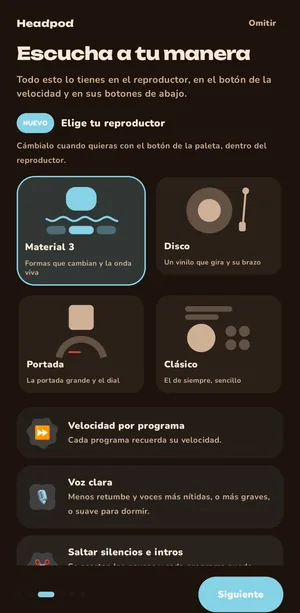 Headpod
Omitir
Escucha a tu manera
Todo esto lo tienes en el reproductor, en el botón de la
velocidad y en sus botones de abajo.
NUEVO
Elige tu reproductor
Cámbialo cuando quieras con el botón de la paleta, dentro del
reproductor.
Material 3
Formas que cambian y la onda
viva
Disco
Un vinilo que gira y su brazo
Portada
La portada grande y el dial
Clásico
El de siempre, sencillo
Velocidad por programa
Cada programa recuerda su velocidad.
Voz clara
Menos retumbe y voces más nítidas, o más graves,
o suave para dormir.
Saltar silencios e intros
Siguiente